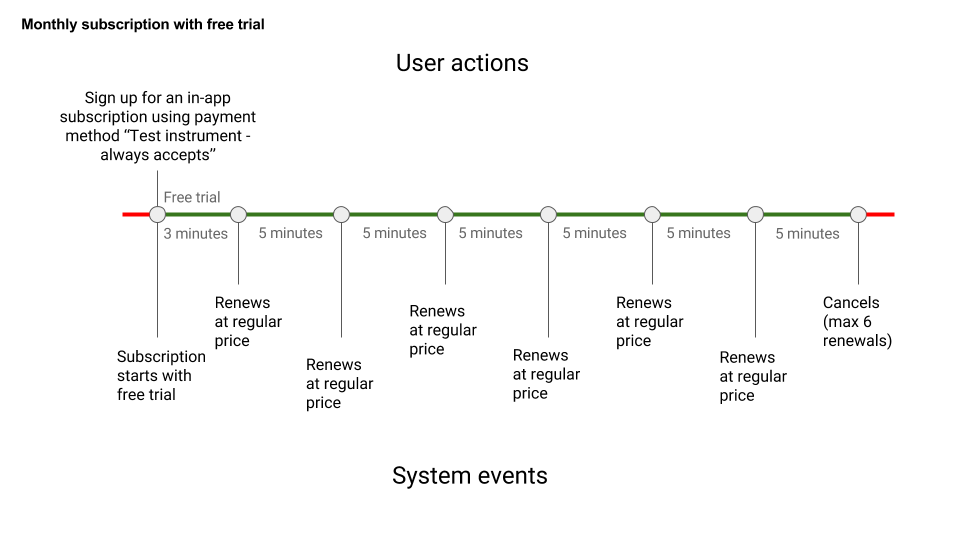 Monthly subscription with free trial
User actions
Sign up for an in-app
subscription using payment
method “Test instrument -
always accepts”
Free trial
3 minutes
5 minutes
5 minutes
5 minutes
5 minutes
5 minutes
5 minutes
Subscription
starts with
free trial
Renews
at regular
price
Renews
at regular
price
Renews
at regular
price
Renews
at regular
price
Renews
at regular
price
Renews
at regular
price
Cancels
(max 6
renewals)
System events